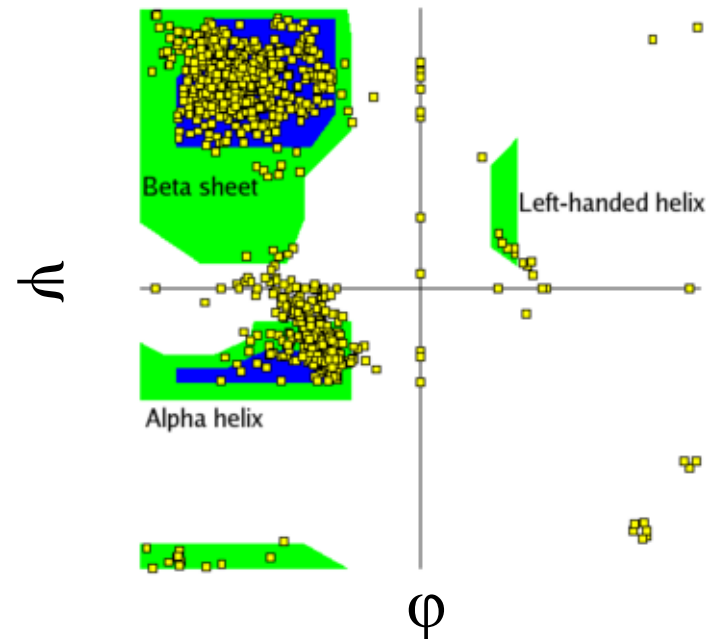 Beta sheet
Left-handed helix
ψ
Alpha helix
φ